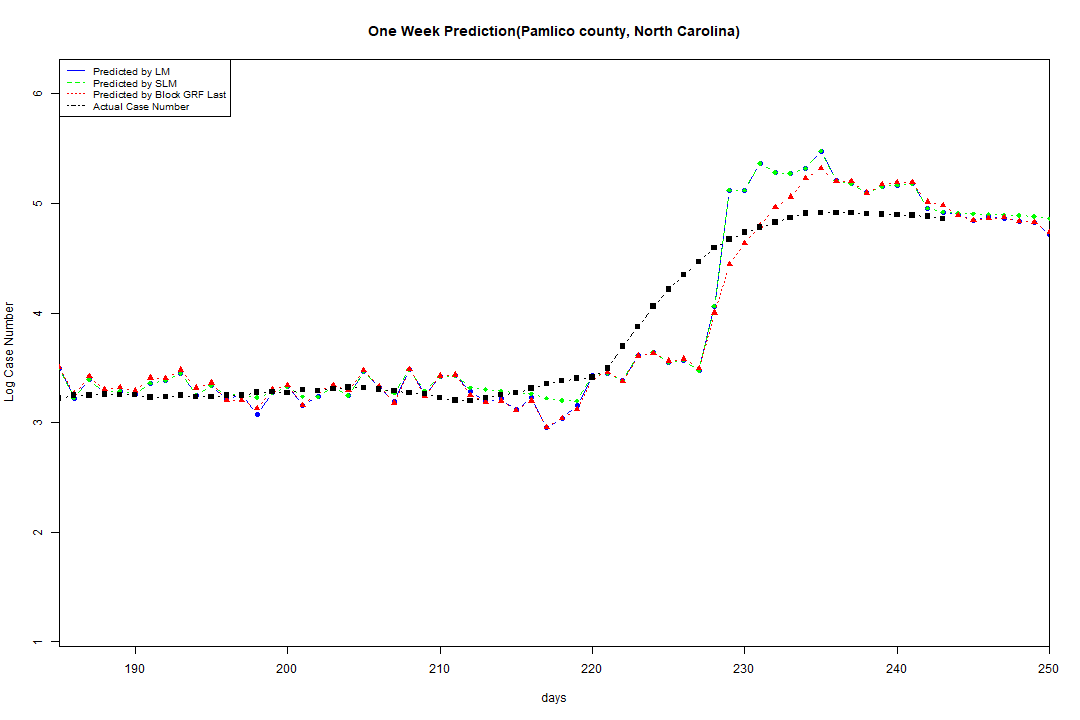 One Week Prediction(Pamlico county, North Carolina)
Predicted by LM
Predicted by SLM
Predicted by Block GRF Last
Actual Case Number
6
5
4
3
2
1
Log Case Number
190 200 210 220 230 240 250
days